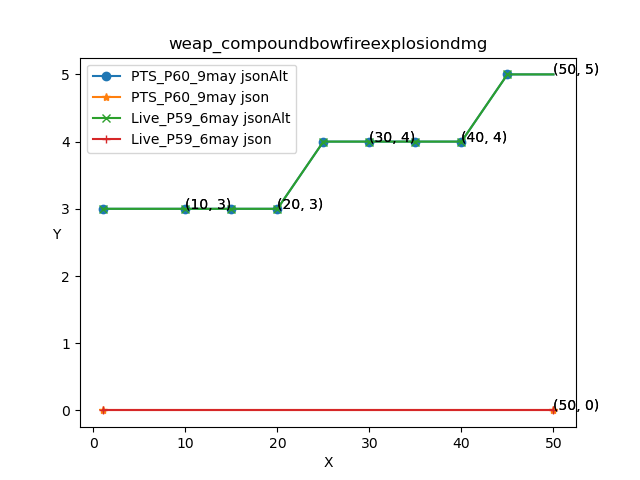 weap_compoundbowfireexplosiondmg
PTS_P60_9may jsonAlt
PTS_P60_9may json
Live_P59_6may jsonAlt
Live_P59_6may json
5
4
3
2
1
0
Y
(50, 5)
(30, 4)
(40, 4)
(10, 3)
(20, 3)
(50, 0)
0
10
20
30
40
50
X